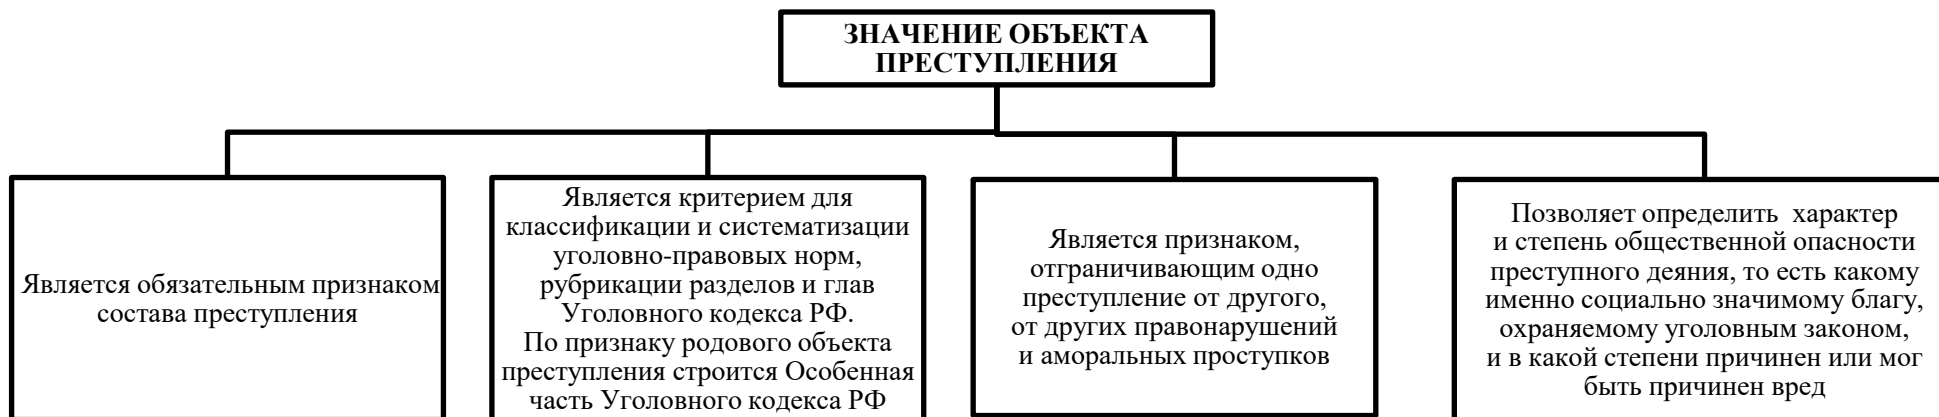 ЗНАЧЕНИЕ ОБЪЕКТА
ПРЕСТУПЛЕНИЯ
Является обязательным признаком
состава преступления
Является критерием для
классификации и систематизации
уголовно-правовых норм,
рубрикации разделов и глав
Уголовного кодекса РФ.
По признаку родового объекта
преступления строится Особенная
часть Уголовного кодекса РФ
Является признаком,
отграничивающим одно
преступление от другого,
от других правонарушений
и аморальных проступков
Позволяет определить характер
и степень общественной опасности
преступного деяния, то есть какому
именно социально значимому благу,
охраняемому уголовным законом,
и в какой степени причинен или мог
быть причинен вред